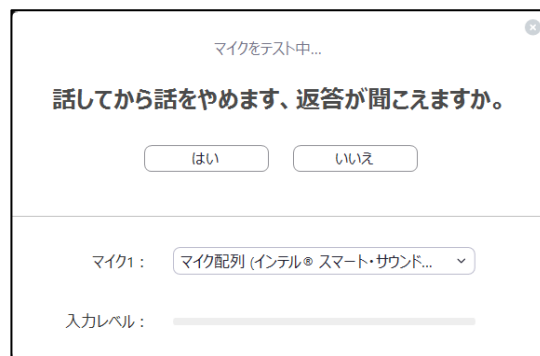 マイクをテスト中...
話してから話をやめます、返答が聞こえますか。
はい いいえ
マイク1： マイク配列 (インテル® スマート・サウンド...
入力レベル：